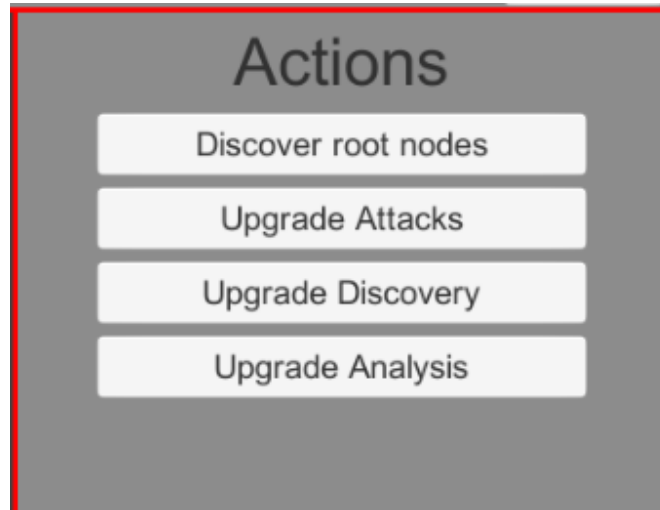 Actions
Discover root nodes
Upgrade Attacks
Upgrade Discovery
Upgrade Analysis